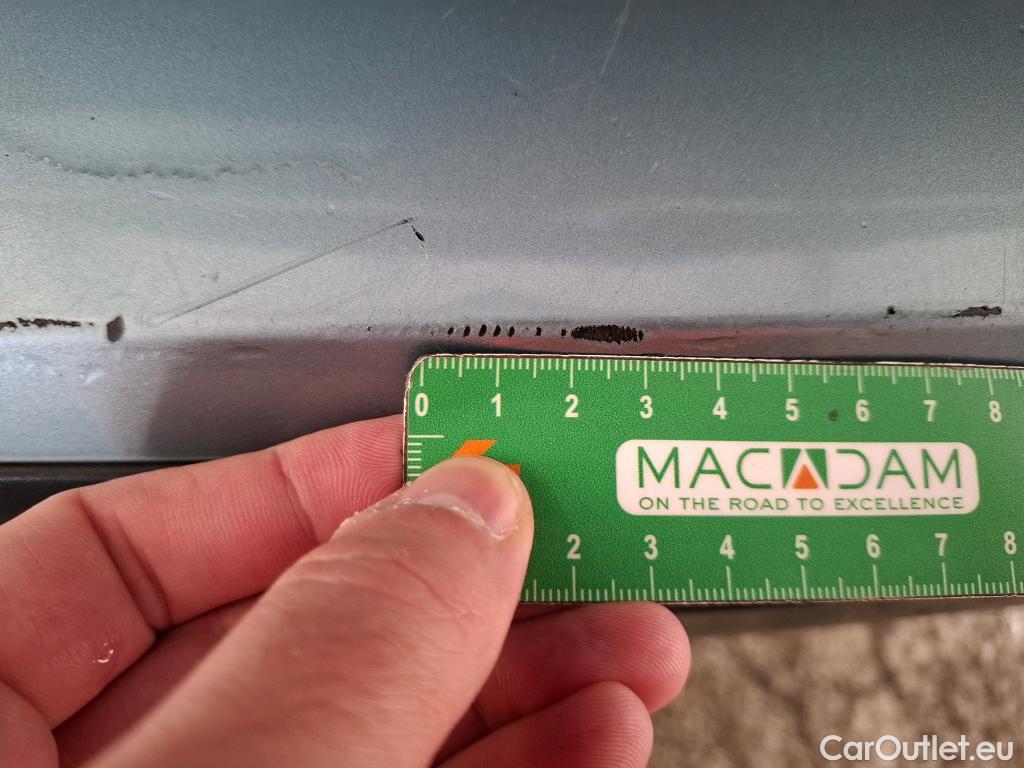 0 1 2 3 4 5 6 7 8
MACADAM
ON THE ROAD TO EXCELLENCE
2 3 4 5 6 7 8
CarOutlet.eu